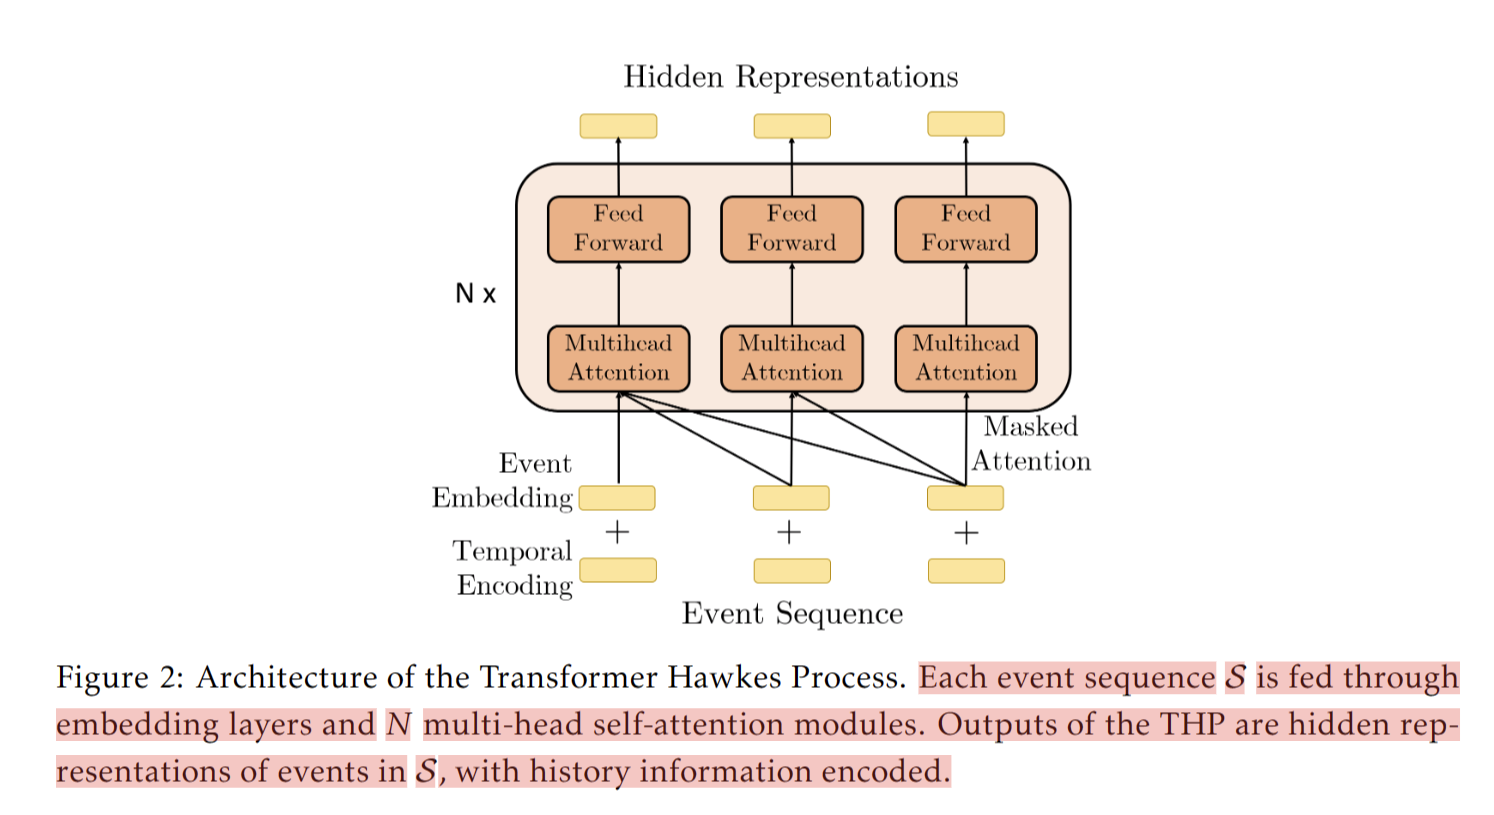 Hidden Representations
Feed
Forward
Feed
Forward
Feed
Forward
N x
Multihead
Attention
Multihead
Attention
Multihead
Attention
Masked
Attention
Event
Embedding
+ + +
Temporal
Encoding
Event Sequence
Figure 2: Architecture of the Transformer Hawkes Process. Each event sequence 𝒮 is fed through
embedding layers and N multi-head self-attention modules. Outputs of the THP are hidden rep-
resentations of events in 𝒮, with history information encoded.